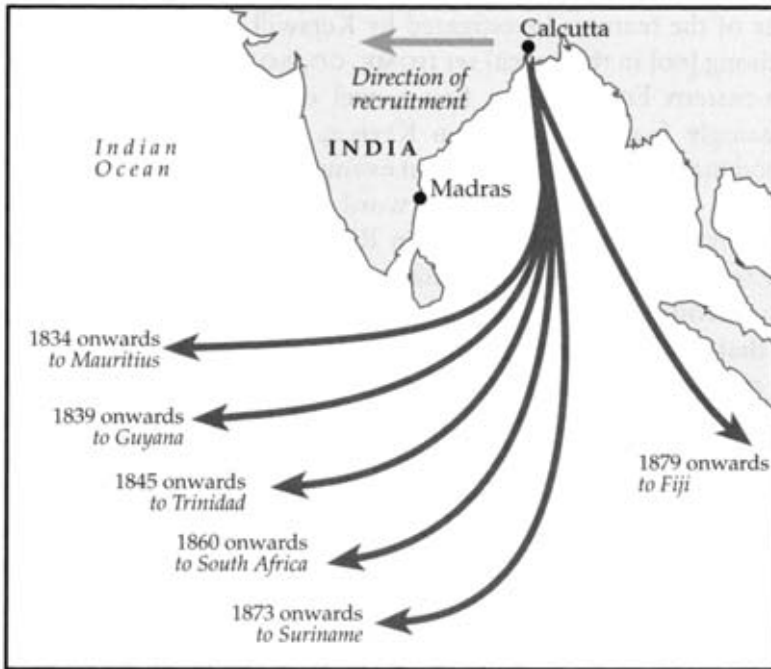 Calcutta
Direction of
recruitment
Indian
Ocean
INDIA
Madras
1834 onwards
to Mauritius
1839 onwards
to Guyana
1845 onwards
to Trinidad
1860 onwards
to South Africa
1873 onwards
to Suriname
1879 onwards
to Fiji